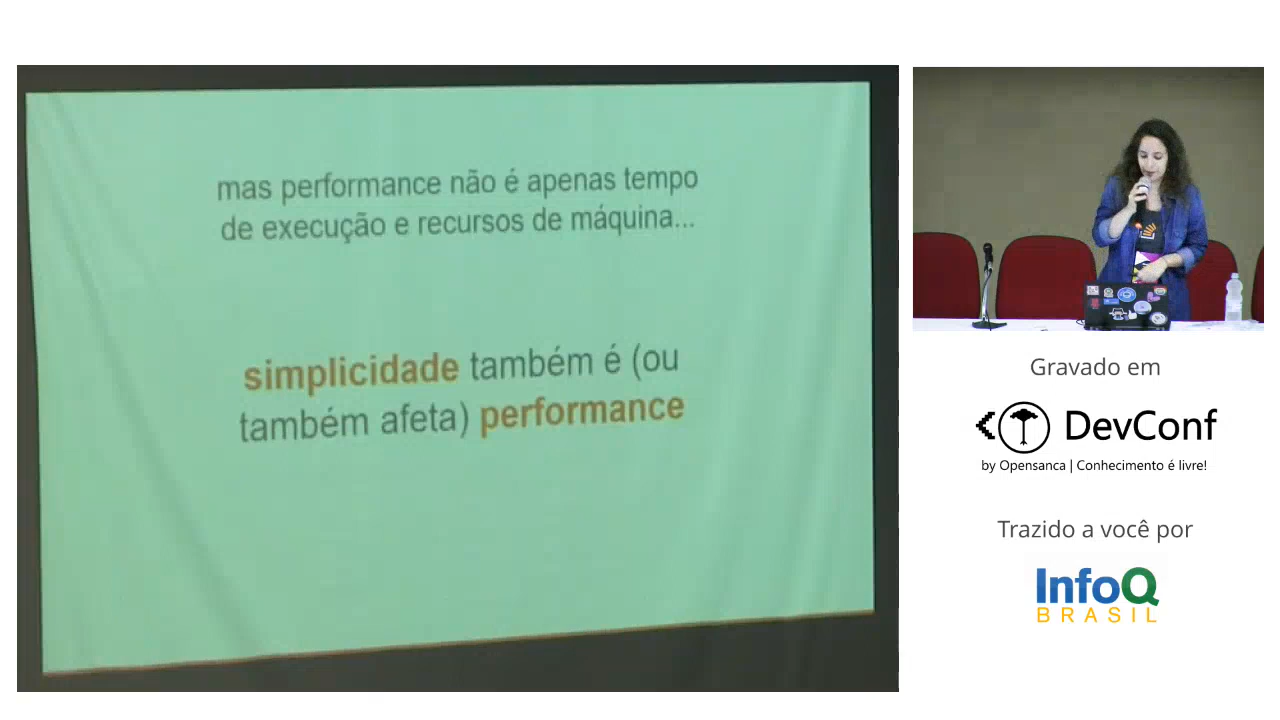 mas performance não é apenas tempo
de execução e recursos de máquina...
simplicidade também é (ou
também afeta) performance
Gravado em
DevConf
by Opensanca | Conhecimento é livre!
Trazido a você por
InfoQ
BRASIL